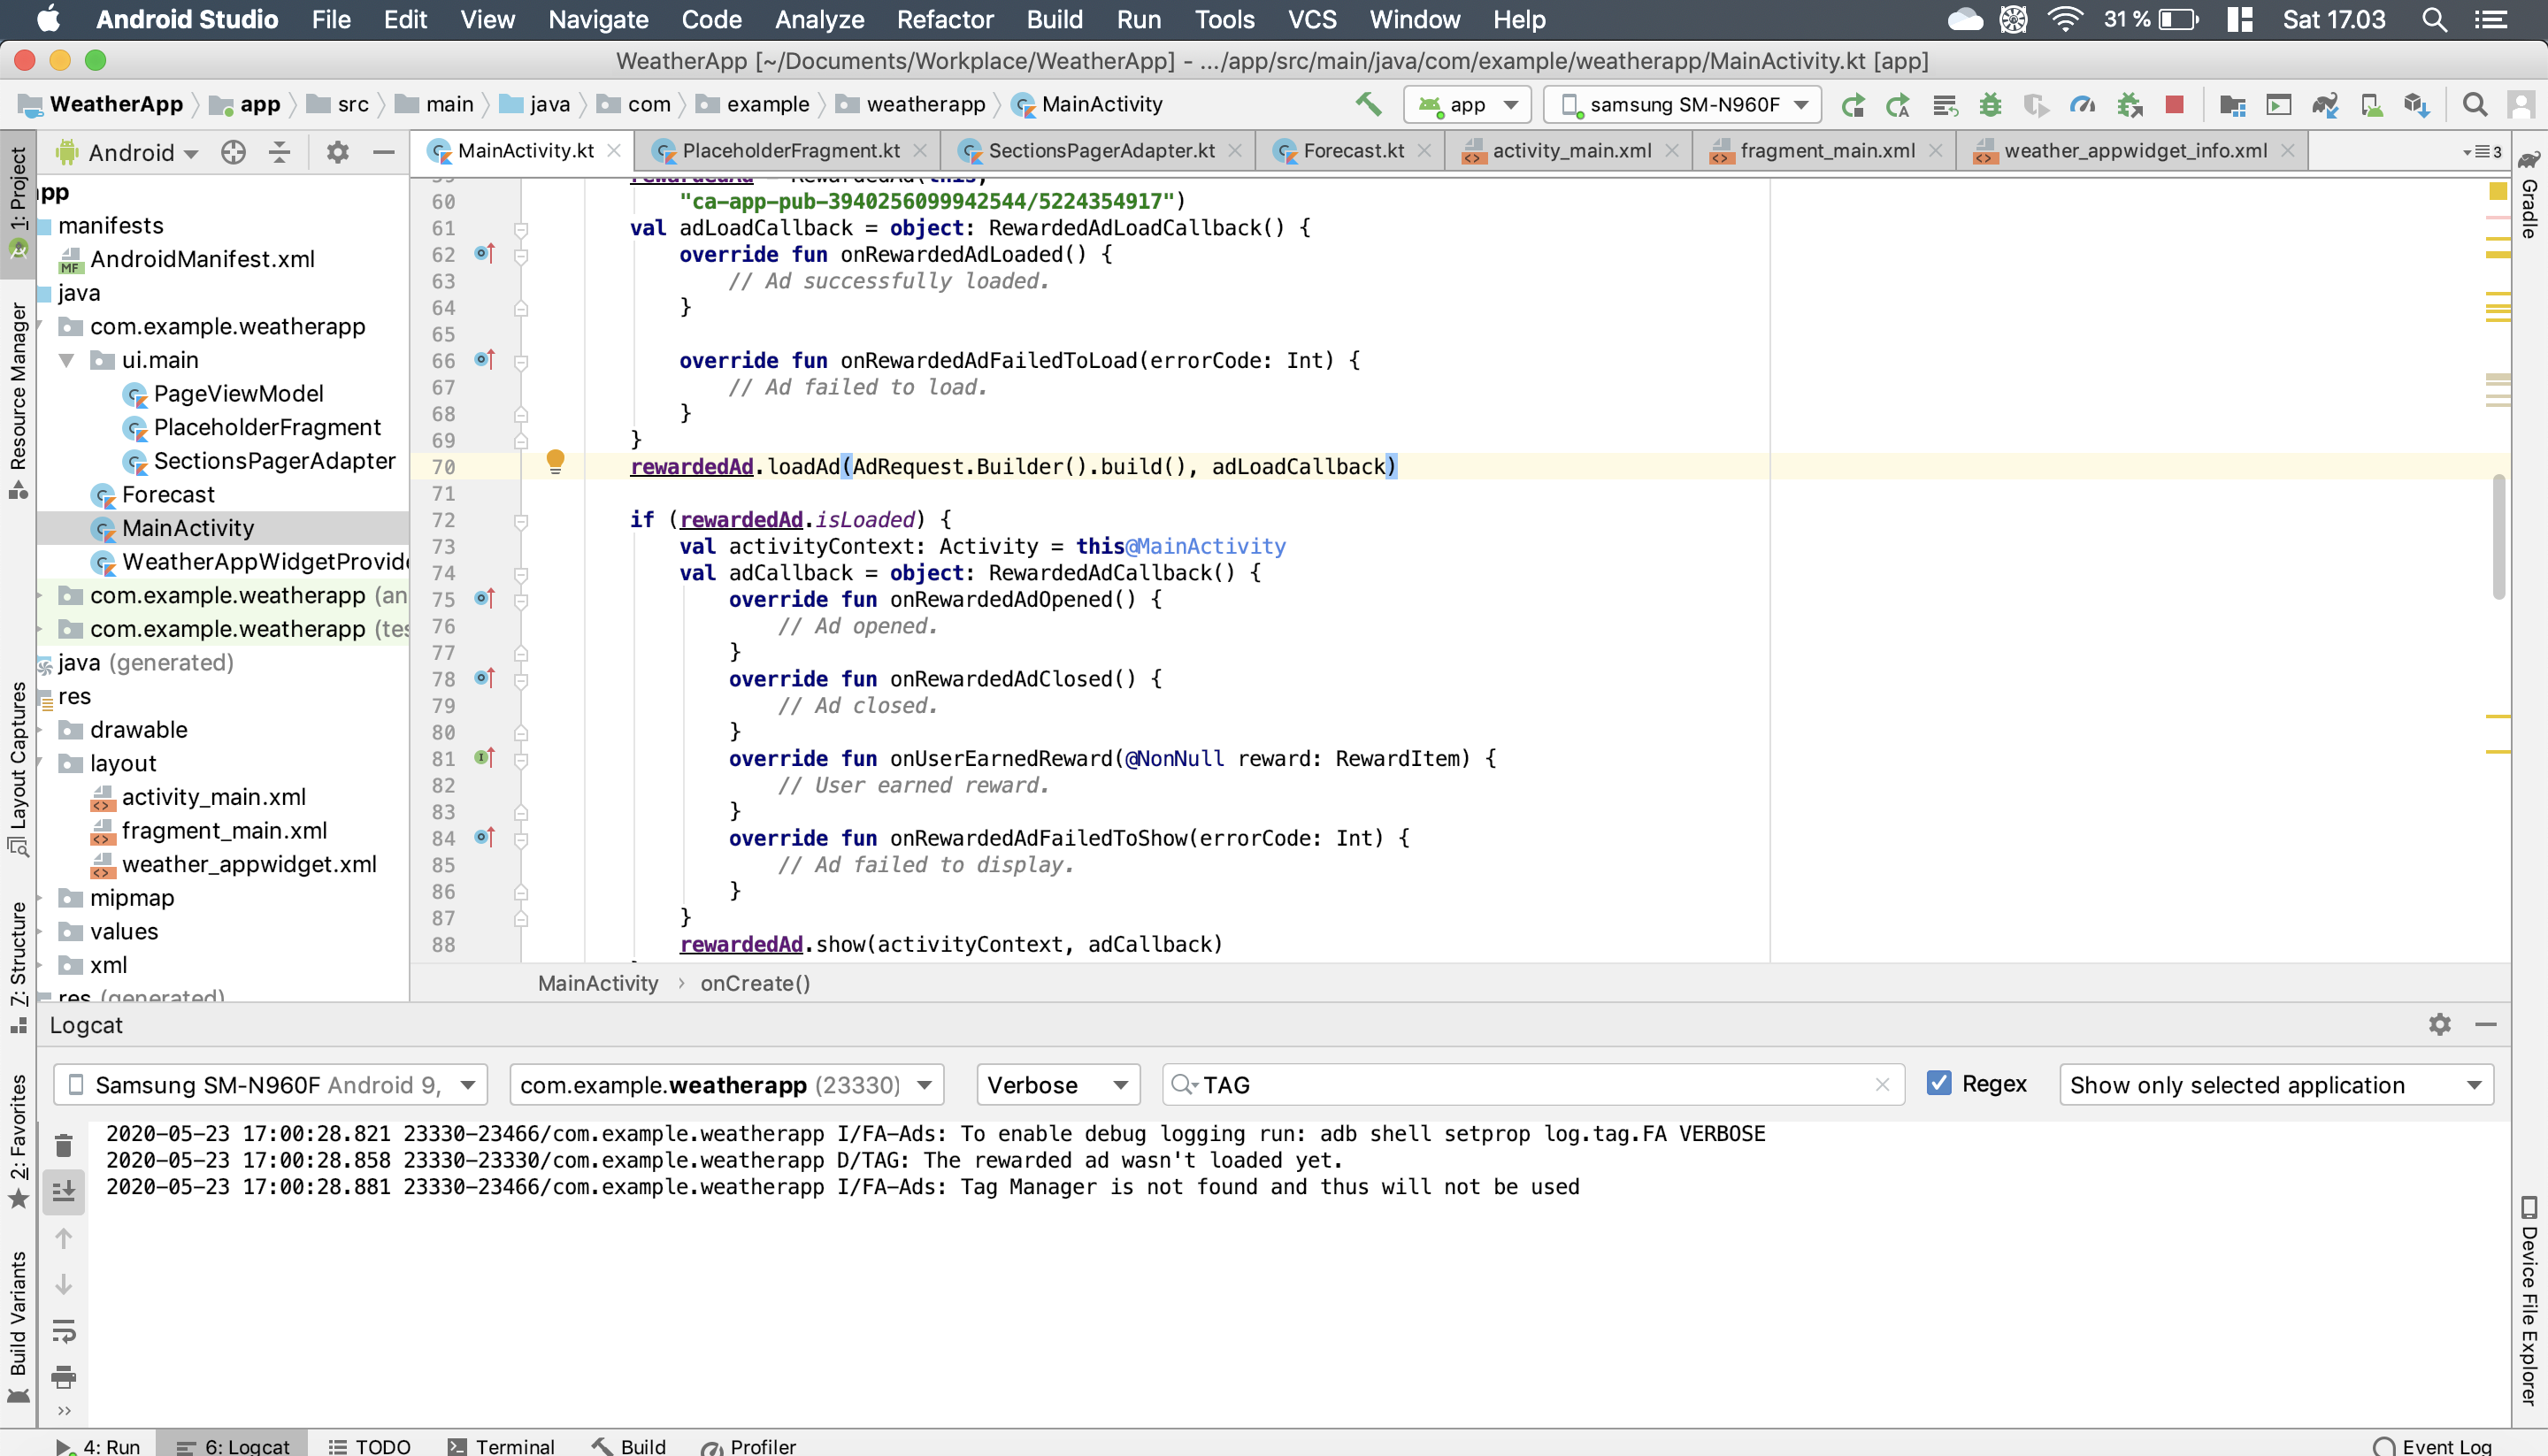 Android Studio File Edit View Navigate Code Analyze Refactor Build Run Tools VCS Window Help 31 % Sat 17.03
WeatherApp [~/Documents/Workplace/WeatherApp] - .../app/src/main/java/com/example/weatherapp/MainActivity.kt [app]
WeatherApp app src main java com example weatherapp MainActivity app samsung SM-N960F
Android MainActivity.kt PlaceholderFragment.kt SectionsPagerAdapter.kt Forecast.kt activity_main.xml fragment_main.xml weather_appwidget_info.xml 3
1: Project
Resource Manager
Layout Captures
7: Structure
2: Favorites
Build Variants
app
manifests
AndroidManifest.xml
java
com.example.weatherapp
ui.main
PageViewModel
PlaceholderFragment
SectionsPagerAdapter
Forecast
MainActivity
WeatherAppWidgetProvide
com.example.weatherapp (an
com.example.weatherapp (tes
java (generated)
res
drawable
layout
activity_main.xml
fragment_main.xml
weather_appwidget.xml
mipmap
values
xml
res (generated)
59 rewardedAd = RewardedAd(this,
60 "ca-app-pub-3940256099942544/5224354917")
61 val adLoadCallback = object: RewardedAdLoadCallback() {
62 override fun onRewardedAdLoaded() {
63 // Ad successfully loaded.
64 }
65
66 override fun onRewardedAdFailedToLoad(errorCode: Int) {
67 // Ad failed to load.
68 }
69 }
70 rewardedAd.loadAd(AdRequest.Builder().build(), adLoadCallback)
71
72 if (rewardedAd.isLoaded) {
73 val activityContext: Activity = this@MainActivity
74 val adCallback = object: RewardedAdCallback() {
75 override fun onRewardedAdOpened() {
76 // Ad opened.
77 }
78 override fun onRewardedAdClosed() {
79 // Ad closed.
80 }
81 override fun onUserEarnedReward(@NonNull reward: RewardItem) {
82 // User earned reward.
83 }
84 override fun onRewardedAdFailedToShow(errorCode: Int) {
85 // Ad failed to display.
86 }
87 }
88 rewardedAd.show(activityContext, adCallback)
MainActivity › onCreate()
Gradle
Device File Explorer
Logcat
Samsung SM-N960F Android 9, com.example.weatherapp (23330) Verbose TAG Regex Show only selected application
2020-05-23 17:00:28.821 23330-23466/com.example.weatherapp I/FA-Ads: To enable debug logging run: adb shell setprop log.tag.FA VERBOSE
2020-05-23 17:00:28.858 23330-23330/com.example.weatherapp D/TAG: The rewarded ad wasn't loaded yet.
2020-05-23 17:00:28.881 23330-23466/com.example.weatherapp I/FA-Ads: Tag Manager is not found and thus will not be used
4: Run 6: Logcat TODO Terminal Build Profiler Event Log